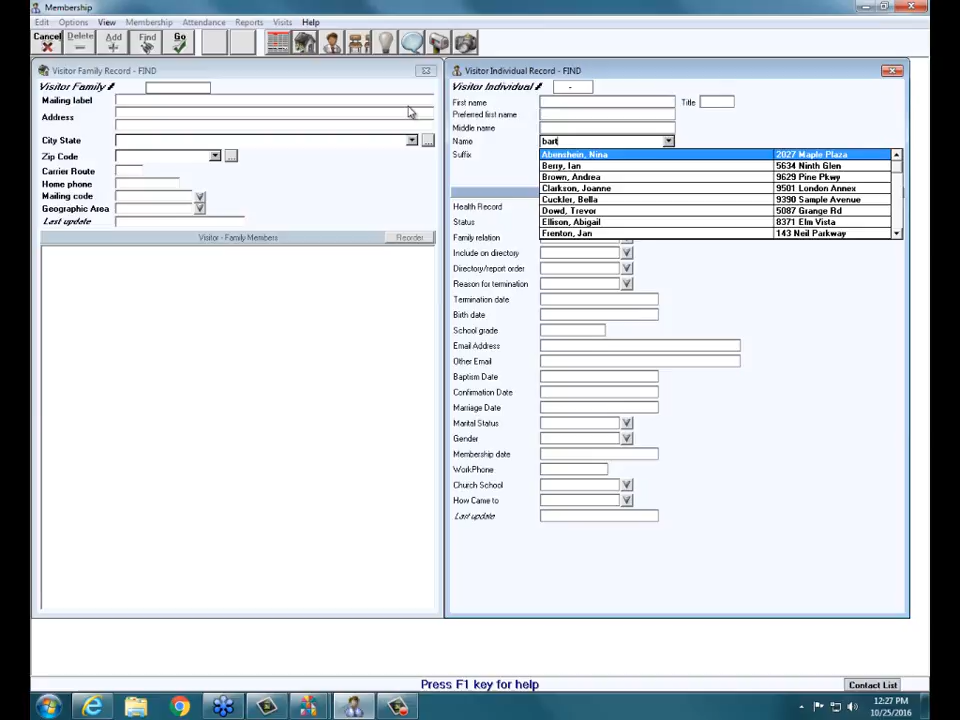 Membership
Edit Options View Membership Attendance Reports Visits Help
Cancel Delete Add Find Go
Visitor Family Record - FIND
Visitor Family #
Mailing label
Address
City State
Zip Code
Carrier Route
Home phone
Mailing code
Geographic Area
Last update
Visitor - Family Members Reorder
Visitor Individual Record - FIND
Visitor Individual # -
First name Title
Preferred first name
Middle name
Name bart
Suffix
Abenshein, Nina 2027 Maple Plaza
Berry, Ian 5634 Ninth Glen
Brown, Andrea 9629 Pine Pkwy
Clarkson, Joanne 9501 London Annex
Cuckler, Bella 9390 Sample Avenue
Dowd, Trevor 5087 Grange Rd
Ellison, Abigail 8371 Elm Vista
Frenton, Jan 143 Neil Parkway
Health Record
Status
Family relation
Include on directory
Directory/report order
Reason for termination
Termination date
Birth date
School grade
Email Address
Other Email
Baptism Date
Confirmation Date
Marriage Date
Marital Status
Gender
Membership date
WorkPhone
Church School
How Came to
Last update
Press F1 key for help
Contact List
12:27 PM
10/25/2016